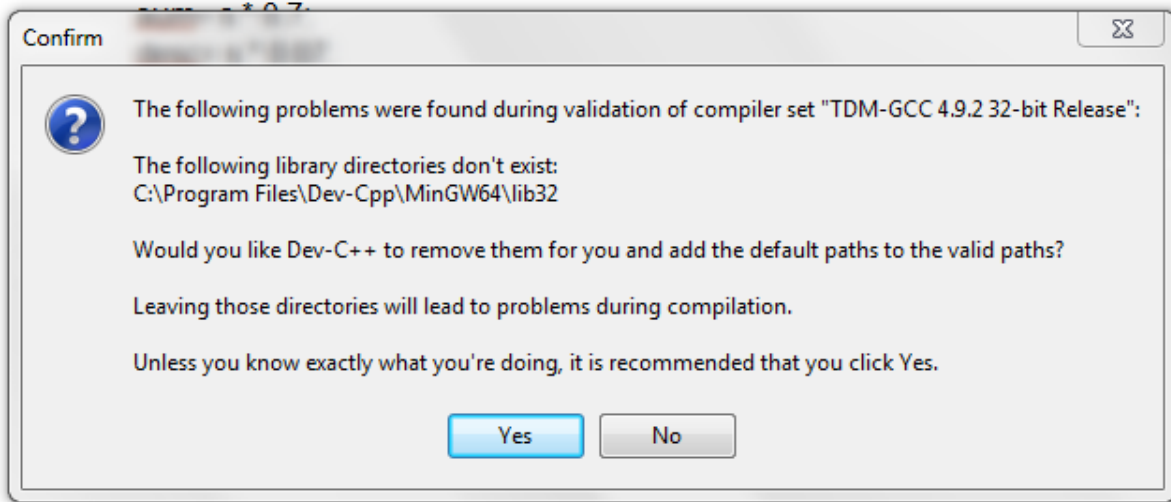 Confirm
The following problems were found during validation of compiler set "TDM-GCC 4.9.2 32-bit Release":
The following library directories don't exist:
C:\Program Files\Dev-Cpp\MinGW64\lib32
Would you like Dev-C++ to remove them for you and add the default paths to the valid paths?
Leaving those directories will lead to problems during compilation.
Unless you know exactly what you're doing, it is recommended that you click Yes.
Yes
No